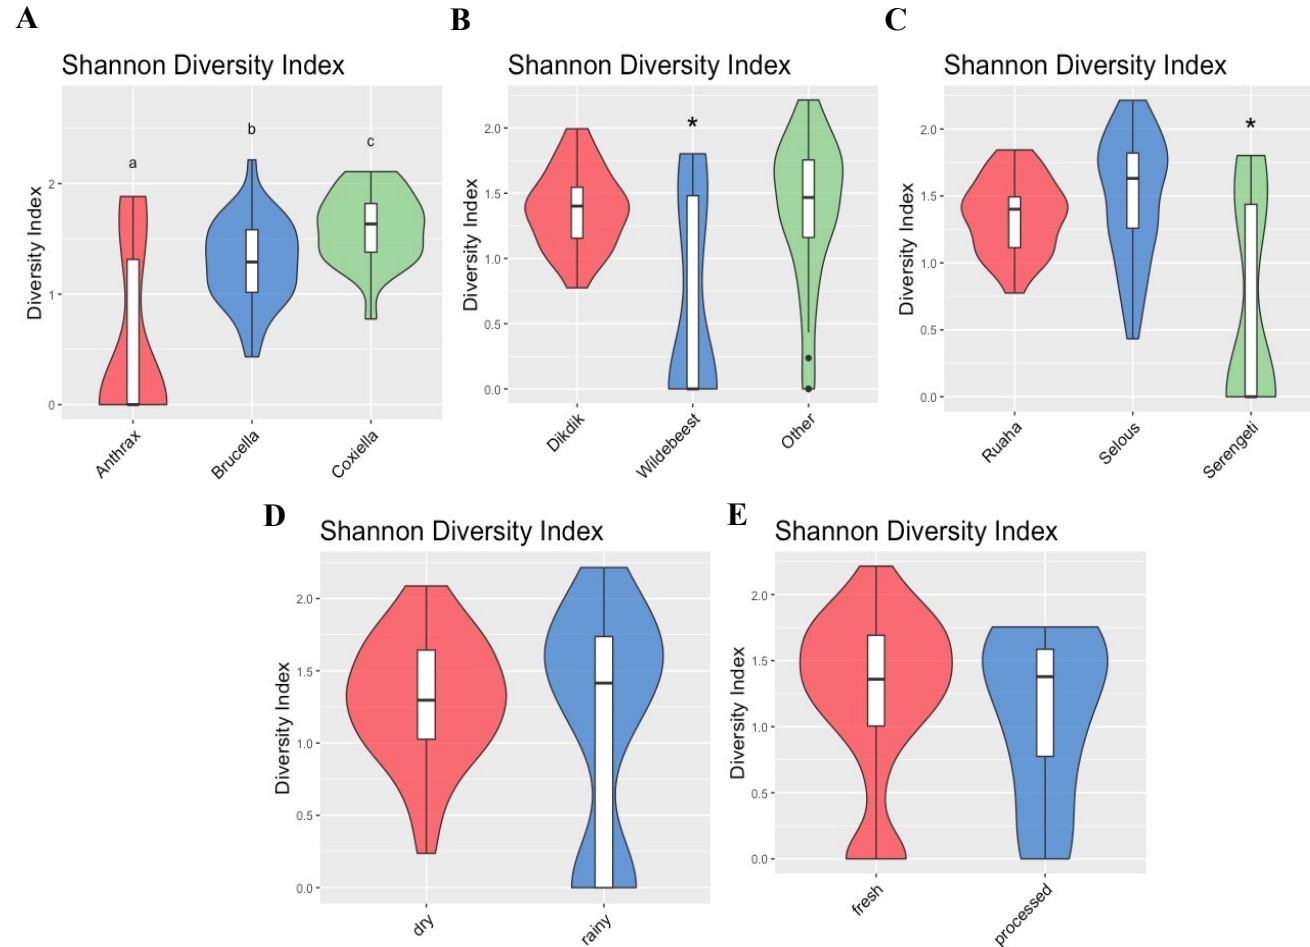 A
Shannon Diversity Index
Diversity Index
2
1
0
a
b
c
Anthrax
Brucella
Coxiella
B
Shannon Diversity Index
Diversity Index
2.0
1.5
1.0
0.5
0.0
*
Dikdik
Wildebeest
Other
C
Shannon Diversity Index
Diversity Index
2.0
1.5
1.0
0.5
0.0
*
Ruaha
Selous
Serengeti
D
Shannon Diversity Index
Diversity Index
2.0
1.5
1.0
0.5
0.0
dry
rainy
E
Shannon Diversity Index
Diversity Index
2.0
1.5
1.0
0.5
0.0
fresh
processed